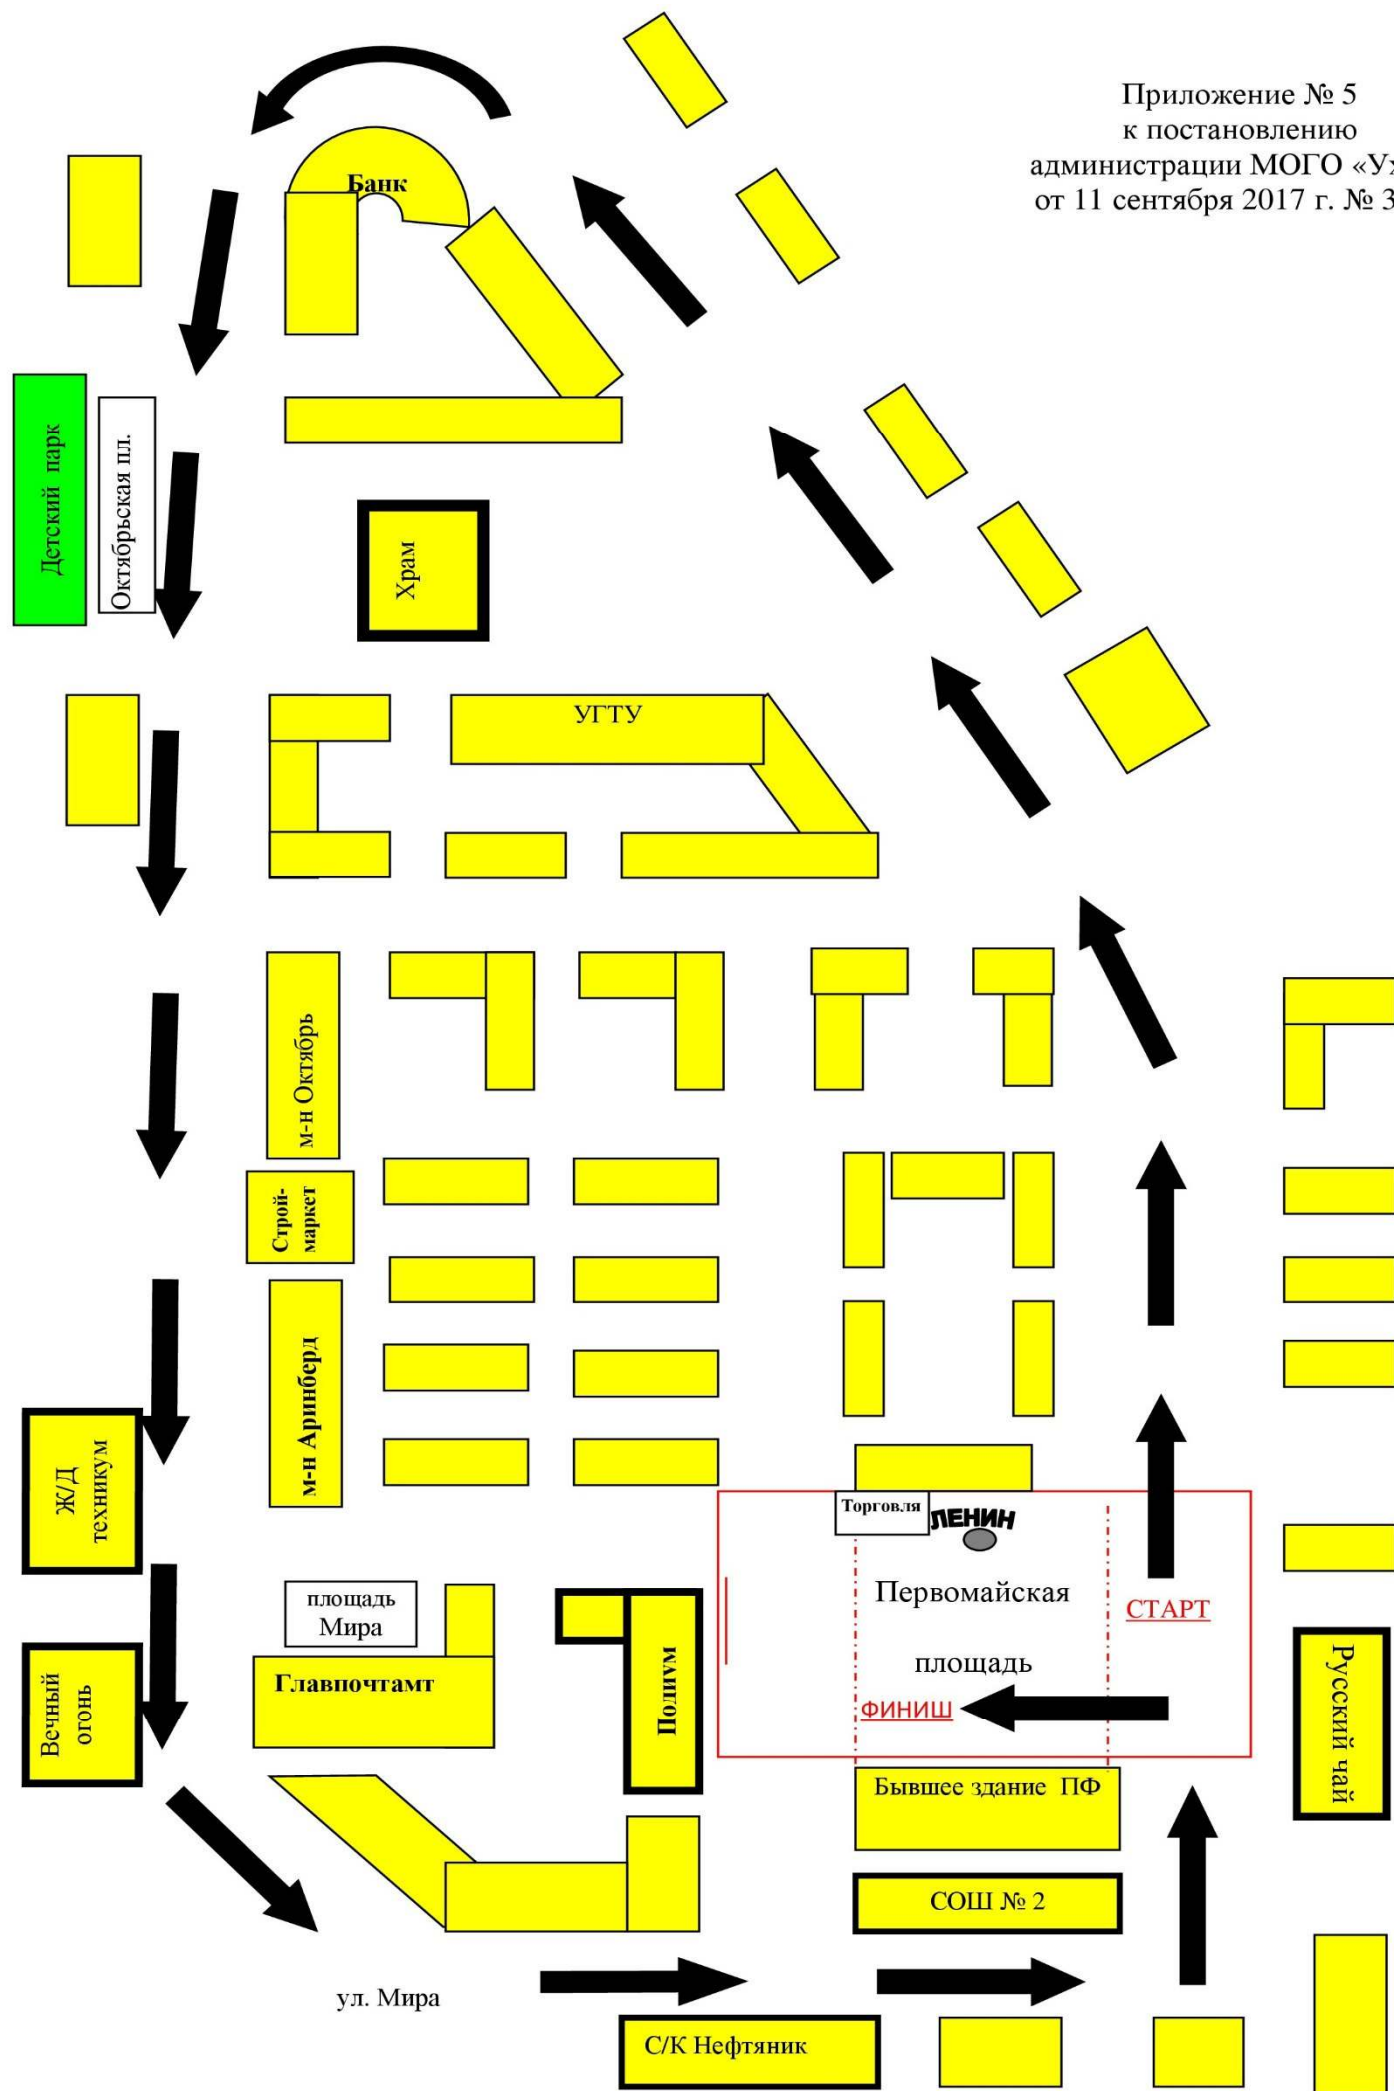 Приложение № 5
к постановлению
администрации МОГО «Ух
от 11 сентября 2017 г. № 3
Банк
Детский парк
Октябрьская пл.
Храм
УГТУ
м-н Октябрь
Строй-
маркет
м-н Аринберд
Ж/Д
техникум
Торговля
ЛЕНИН
Первомайская
площадь
СТАРТ
ФИНИШ
площадь
Мира
Главпочтамт
Подиум
Вечный
огонь
Русский чай
Бывшее здание ПФ
СОШ № 2
ул. Мира
С/К Нефтяник